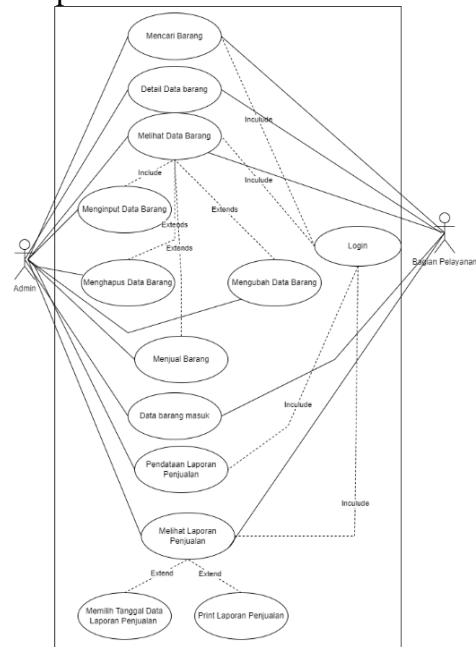 Mencari Barang
Detail Data barang
Inculude
Melihat Data Barang
Include
Inculude
Menginput Data Barang
Extends
Extends
Extends
Login
Admin
Bagian Pelayanan
Menghapus Data Barang
Mengubah Data Barang
Menjual Barang
Data barang masuk
Inculude
Pendataan Laporan
Penjualan
Inculude
Melihat Laporan
Penjualan
Extend
Extend
Memilih Tanggal Data
Laporan Penjualan
Print Laporan Penjualan